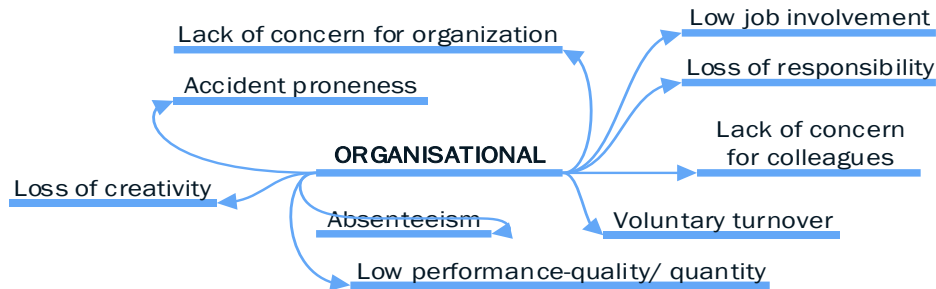 Low job involvement
Lack of concern for organization
Loss of responsibility
Accident proneness
Lack of concern
for colleagues
ORGANISATIONAL
Loss of creativity
Absenteeism
Voluntary turnover
Low performance-quality/ quantity